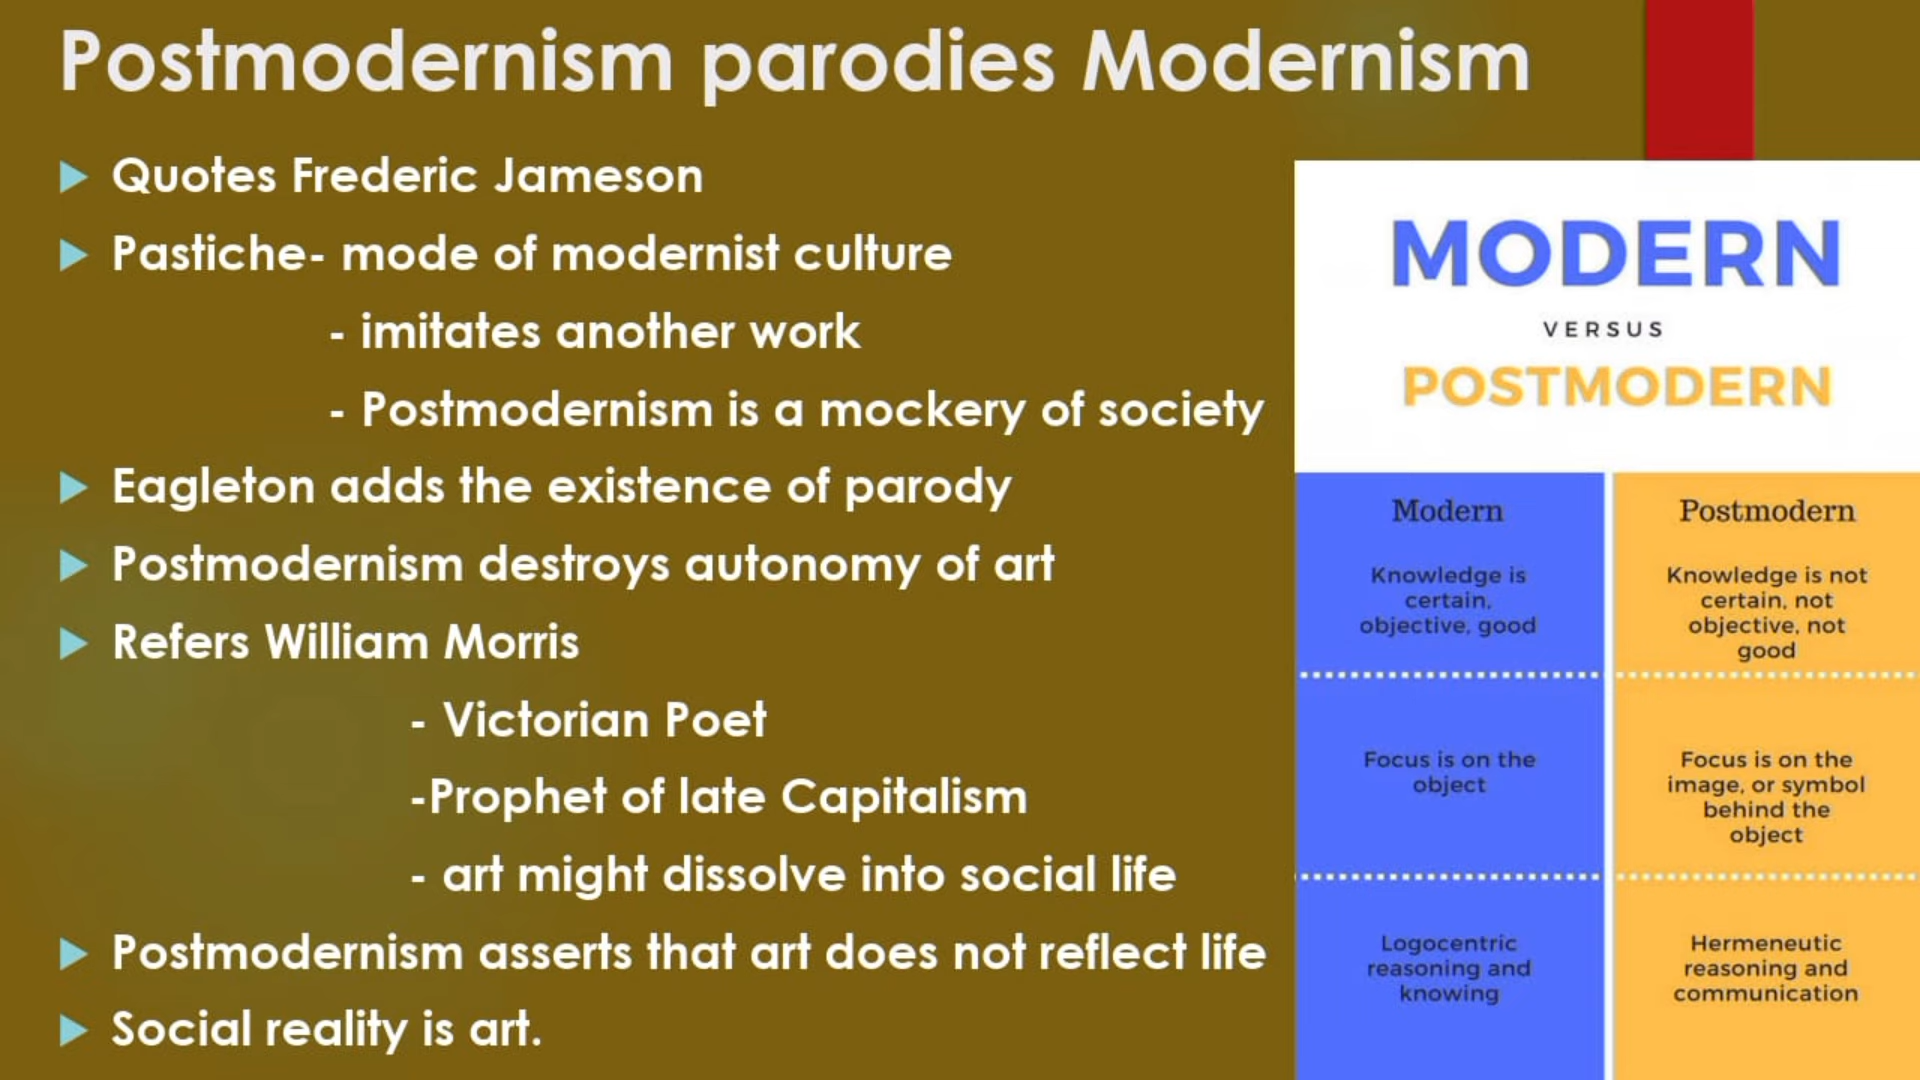 Postmodernism parodies Modernism
Quotes Frederic Jameson
Pastiche- mode of modernist culture
- imitates another work
- Postmodernism is a mockery of society
Eagleton adds the existence of parody
Postmodernism destroys autonomy of art
Refers William Morris
- Victorian Poet
-Prophet of late Capitalism
- art might dissolve into social life
Postmodernism asserts that art does not reflect life
Social reality is art.
MODERN
VERSUS
POSTMODERN
Modern
Knowledge is
certain,
objective, good
Focus is on the
object
Logocentric
reasoning and
knowing
Postmodern
Knowledge is not
certain, not
objective, not
good
Focus is on the
image, or symbol
behind the
object
Hermeneutic
reasoning and
communication